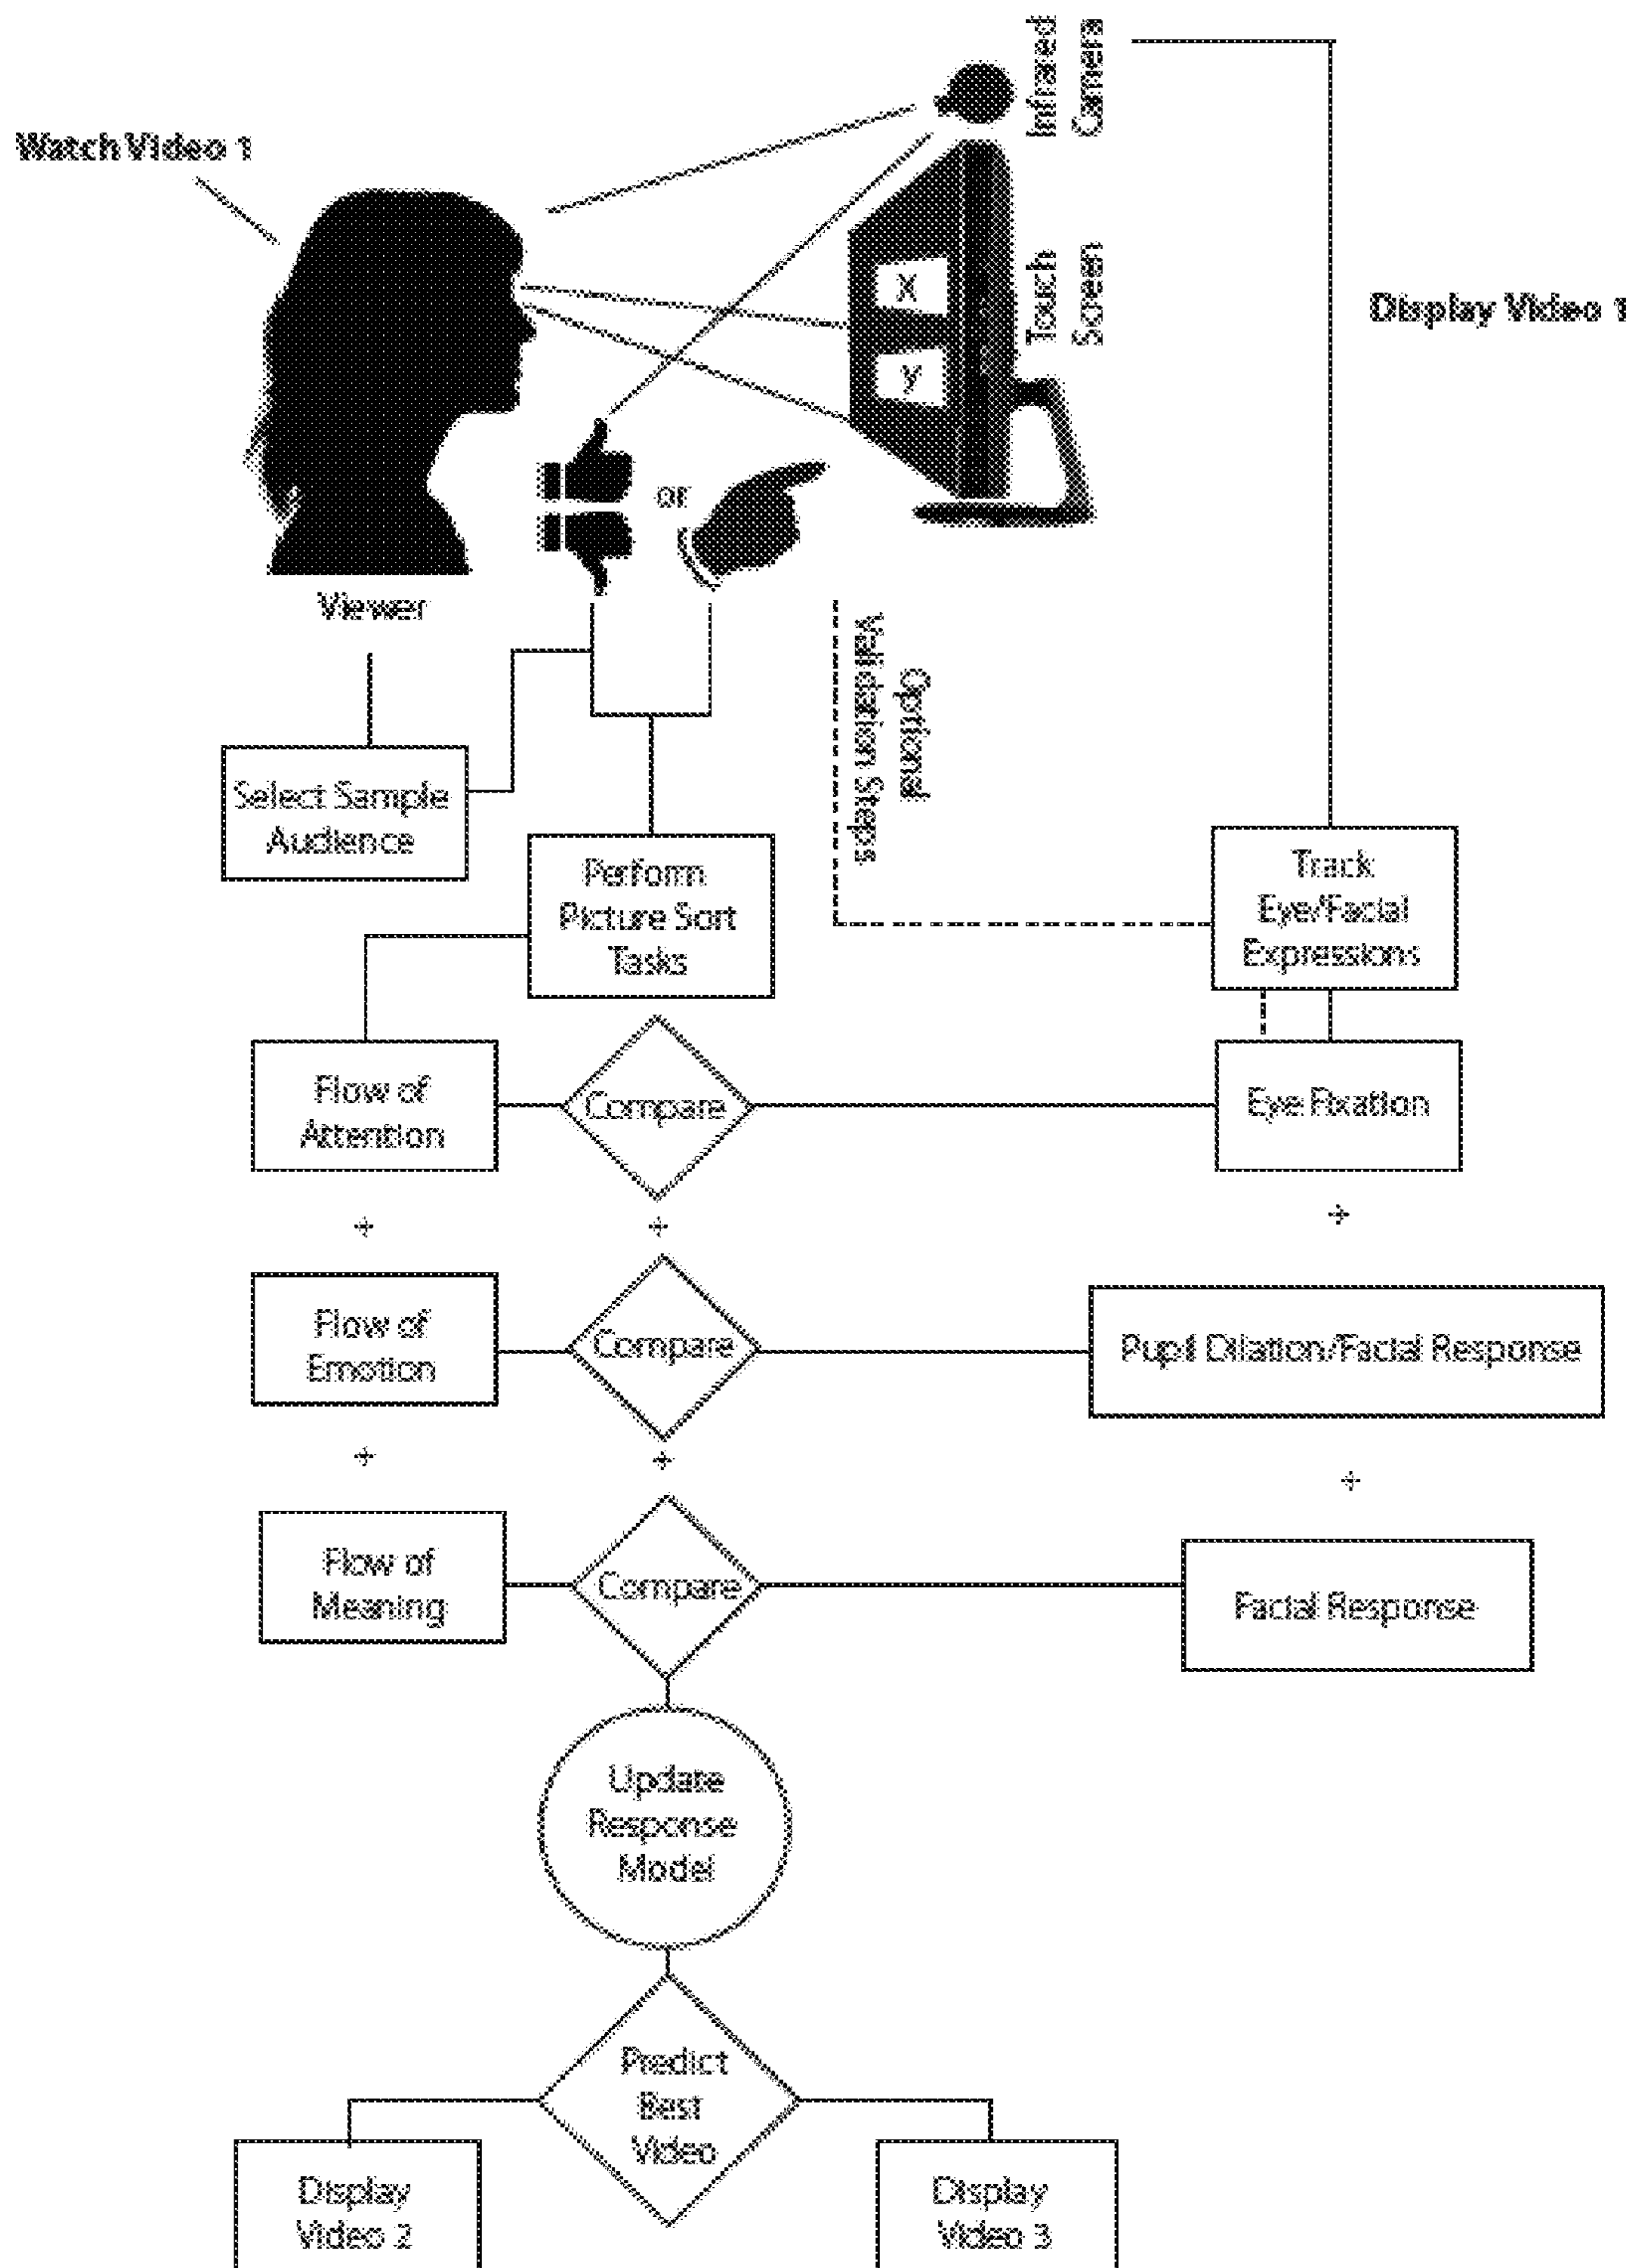 Infrared
Camera
Watch Video 1
X
Touch
Screen
Display Video 1
y
or
Viewer
Optional
Validation Steps
Select Sample
Audience
Perform
Picture Sort
Tasks
Track
Eye/Facial
Expressions
Flow of
Attention
Compare
Eye Fixation
+
+
+
Flow of
Emotion
Compare
Pupil Dilation/Facial Response
+
+
+
Flow of
Meaning
Compare
Facial Response
Update
Response
Model
Predict
Best
Video
Display
Video 2
Display
Video 3